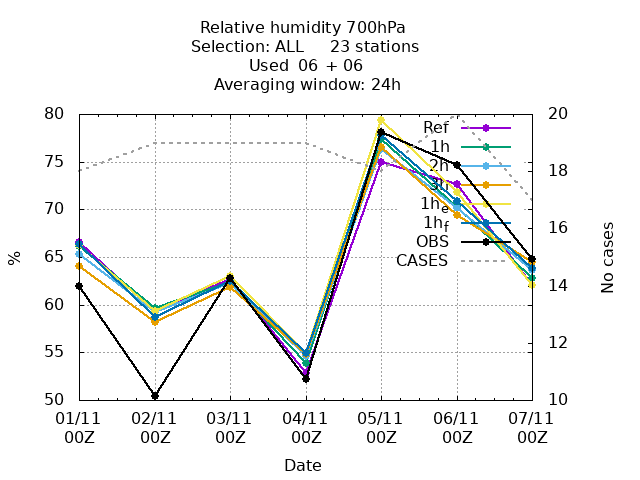 Relative humidity 700hPa
Selection: ALL 23 stations
Used 06 + 06
Averaging window: 24h
80
75
70
65
60
55
50
%
20
18
16
14
12
10
No cases
Ref
1h
2h
3h
1he
1hf
OBS
CASES
01/11 02/11 03/11 04/11 05/11 06/11 07/11
00Z 00Z 00Z 00Z 00Z 00Z 00Z
Date